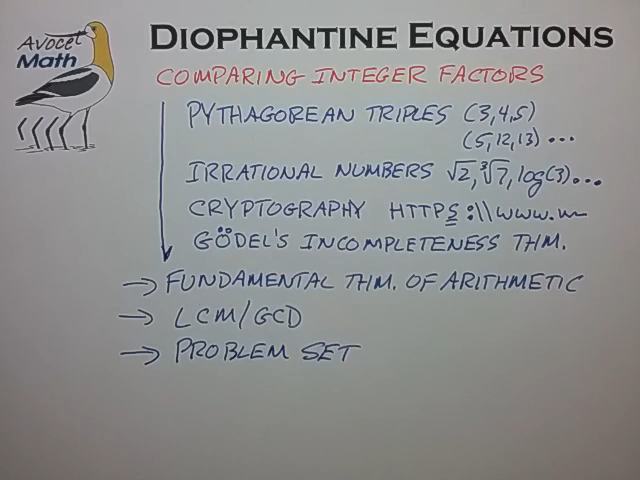 Avocet
Math
DIOPHANTINE EQUATIONS
COMPARING INTEGER FACTORS
PYTHAGOREAN TRIPLES (3,4,5)
(5,12,13) •••
IRRATIONAL NUMBERS √2, ∛7, log(3)...
CRYPTOGRAPHY HTTPS:\\www.
GÖDEL'S INCOMPLETENESS THM.
→ FUNDAMENTAL THM. OF ARITHMETIC
→ LCM/GCD
→ PROBLEM SET